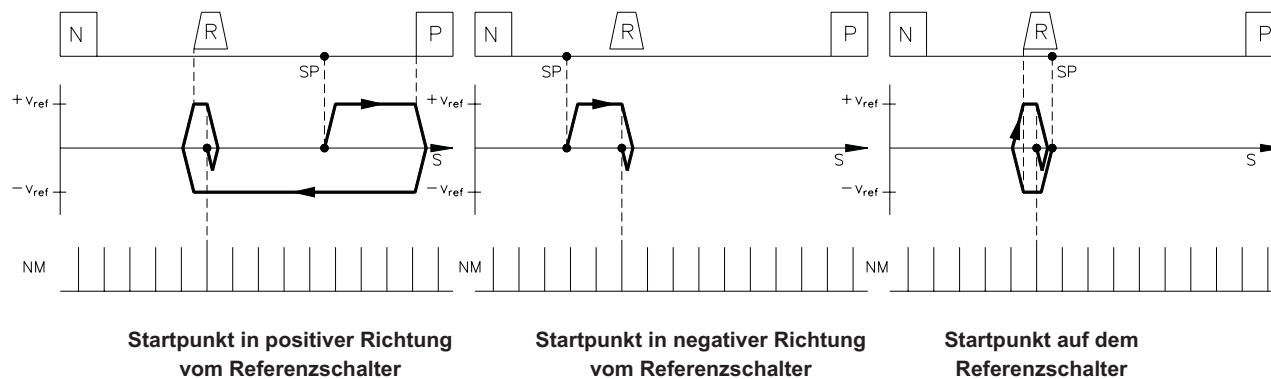 N R P N R P N R P
SP SP SP
+ vref + vref + vref
S S S
− vref − vref − vref
NM NM NM
Startpunkt in positiver Richtung
vom Referenzschalter
Startpunkt in negativer Richtung
vom Referenzschalter
Startpunkt auf dem
Referenzschalter